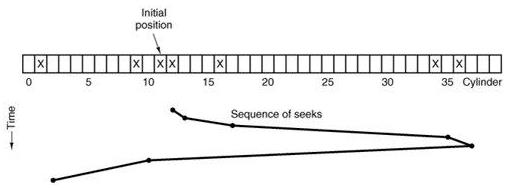 Initial
position
X X X X X X X
0 5 10 15 20 25 30 35 Cylinder
Sequence of seeks
Time